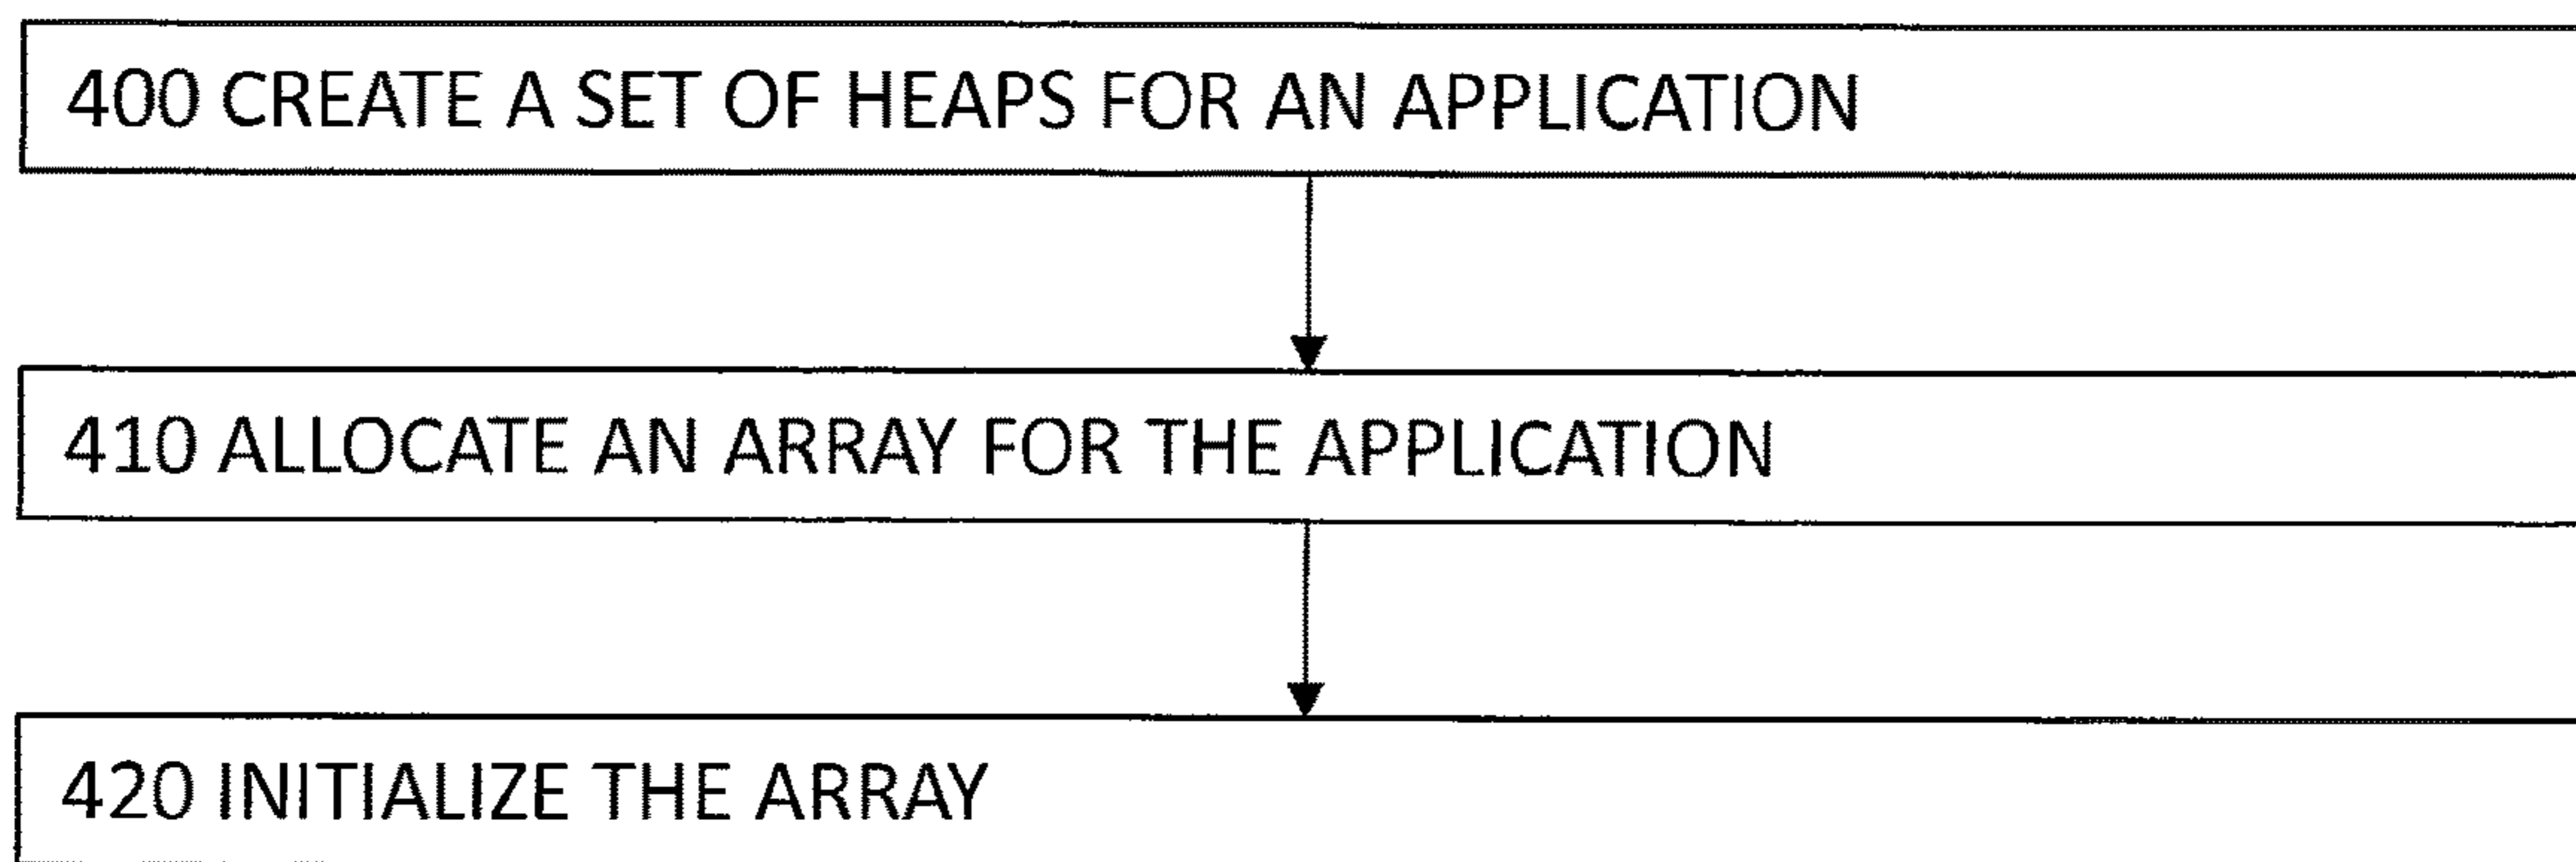 400 CREATE A SET OF HEAPS FOR AN APPLICATION
410 ALLOCATE AN ARRAY FOR THE APPLICATION
420 INITIALIZE THE ARRAY